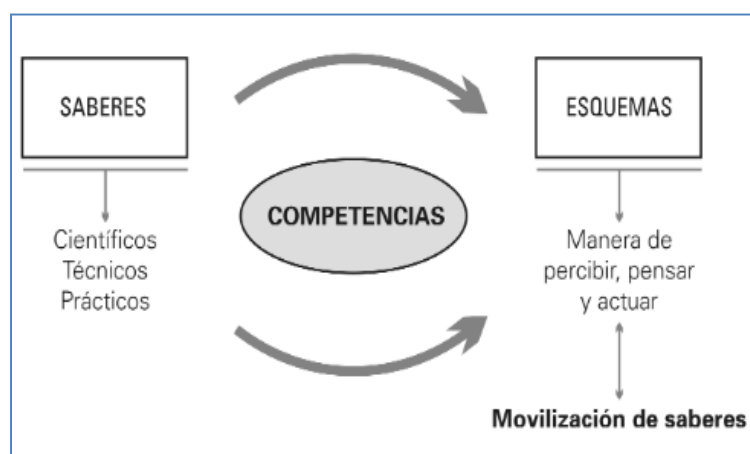 SABERES
Científicos
Técnicos
Prácticos
COMPETENCIAS
ESQUEMAS
Manera de
percibir, pensar
y actuar
Movilización de saberes